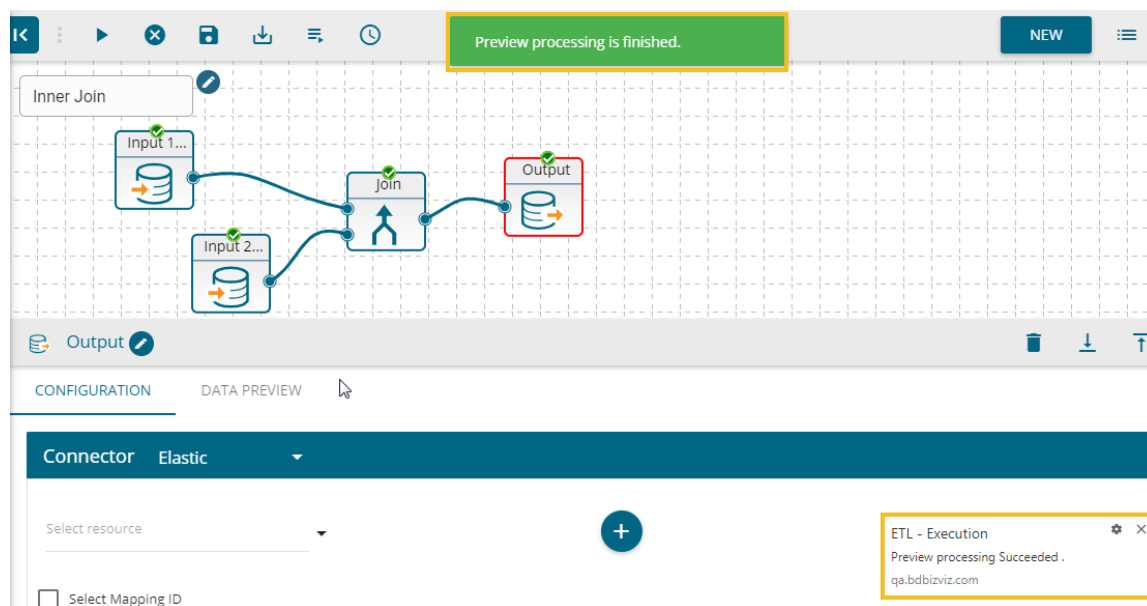 Preview processing is finished.
NEW
Inner Join
Input 1...
Join
Output
Input 2...
Output
CONFIGURATION
DATA PREVIEW
Connector
Elastic
Select resource
ETL - Execution
Preview processing Succeeded .
qa.bdbizviz.com
Select Mapping ID